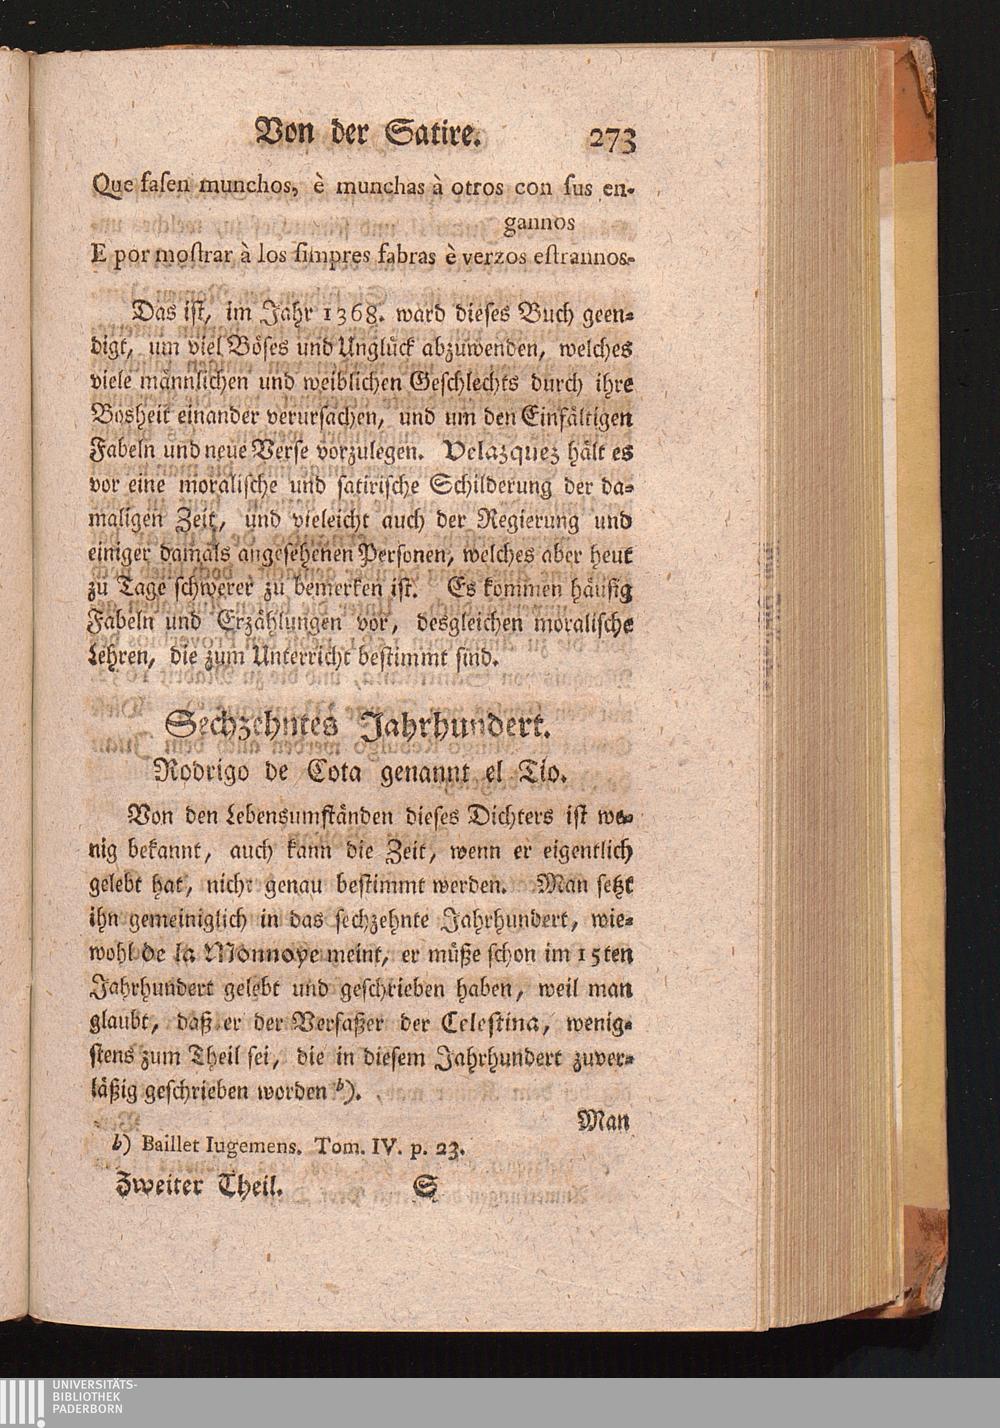 Von der Satire. 273
Que fasen munchos, è munchas à otros con sus en-
gannos
E por mostrar à los simpres fabras è verzos estrannos.
Das ist, im Jahr 1368. ward dieses Buch geen-
digt, um viel Böses und Unglück abzuwenden, welches
viele männlichen und weiblichen Geschlechts durch ihre
Bosheit einander verursachen, und um den Einfältigen
Fabeln und neue Verse vorzulegen. Velazquez hält es
vor eine moralische und satirische Schilderung der da-
maligen Zeit, und vieleicht auch der Regierung und
einiger damals angesehenen Personen, welches aber heut
zu Tage schwerer zu bemerken ist. Es kommen häufig
Fabeln und Erzählungen vor, desgleichen moralische
Lehren, die zum Unterricht bestimmt sind.
Sechzehntes Jahrhundert.
Rodrigo de Cota genannt el Tio.
Von den Lebensumständen dieses Dichters ist we-
nig bekannt, auch kann die Zeit, wenn er eigentlich
gelebt hat, nicht genau bestimmt werden. Man setzt
ihn gemeiniglich in das sechzehnte Jahrhundert, wie-
wohl de la Monnoye meint, er müße schon im 15ten
Jahrhundert gelebt und geschrieben haben, weil man
glaubt, daß er der Verfaßer der Celestina, wenig-
stens zum Theil sei, die in diesem Jahrhundert zuver-
läßig geschrieben worden b).
Man
b) Baillet Iugemens. Tom. IV. p. 23.
Zweiter Theil. S
UNIVERSITÄTS-
BIBLIOTHEK
PADERBORN